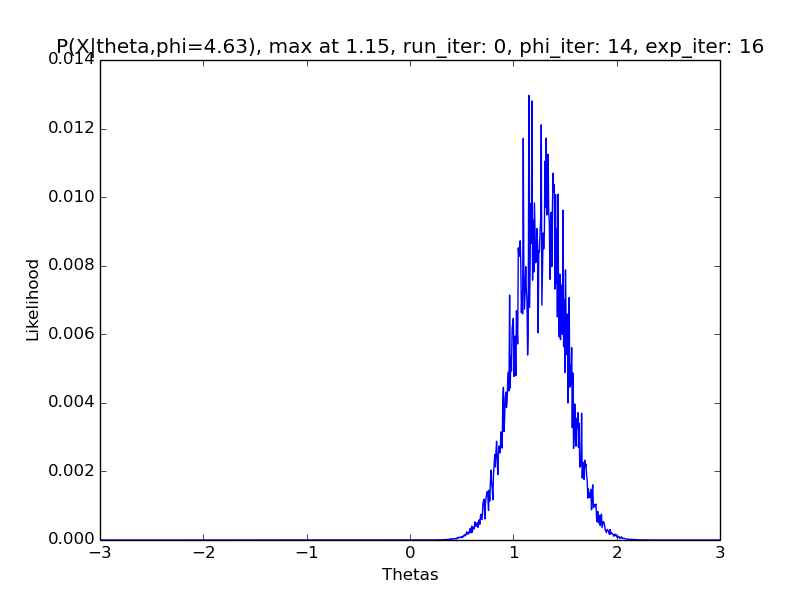 P(X|theta,phi=4.63), max at 1.15, run_iter: 0, phi_iter: 14, exp_iter: 16
0.014
0.012
0.010
0.008
0.006
0.004
0.002
0.000
Likelihood
−3 −2 −1 0 1 2 3
Thetas